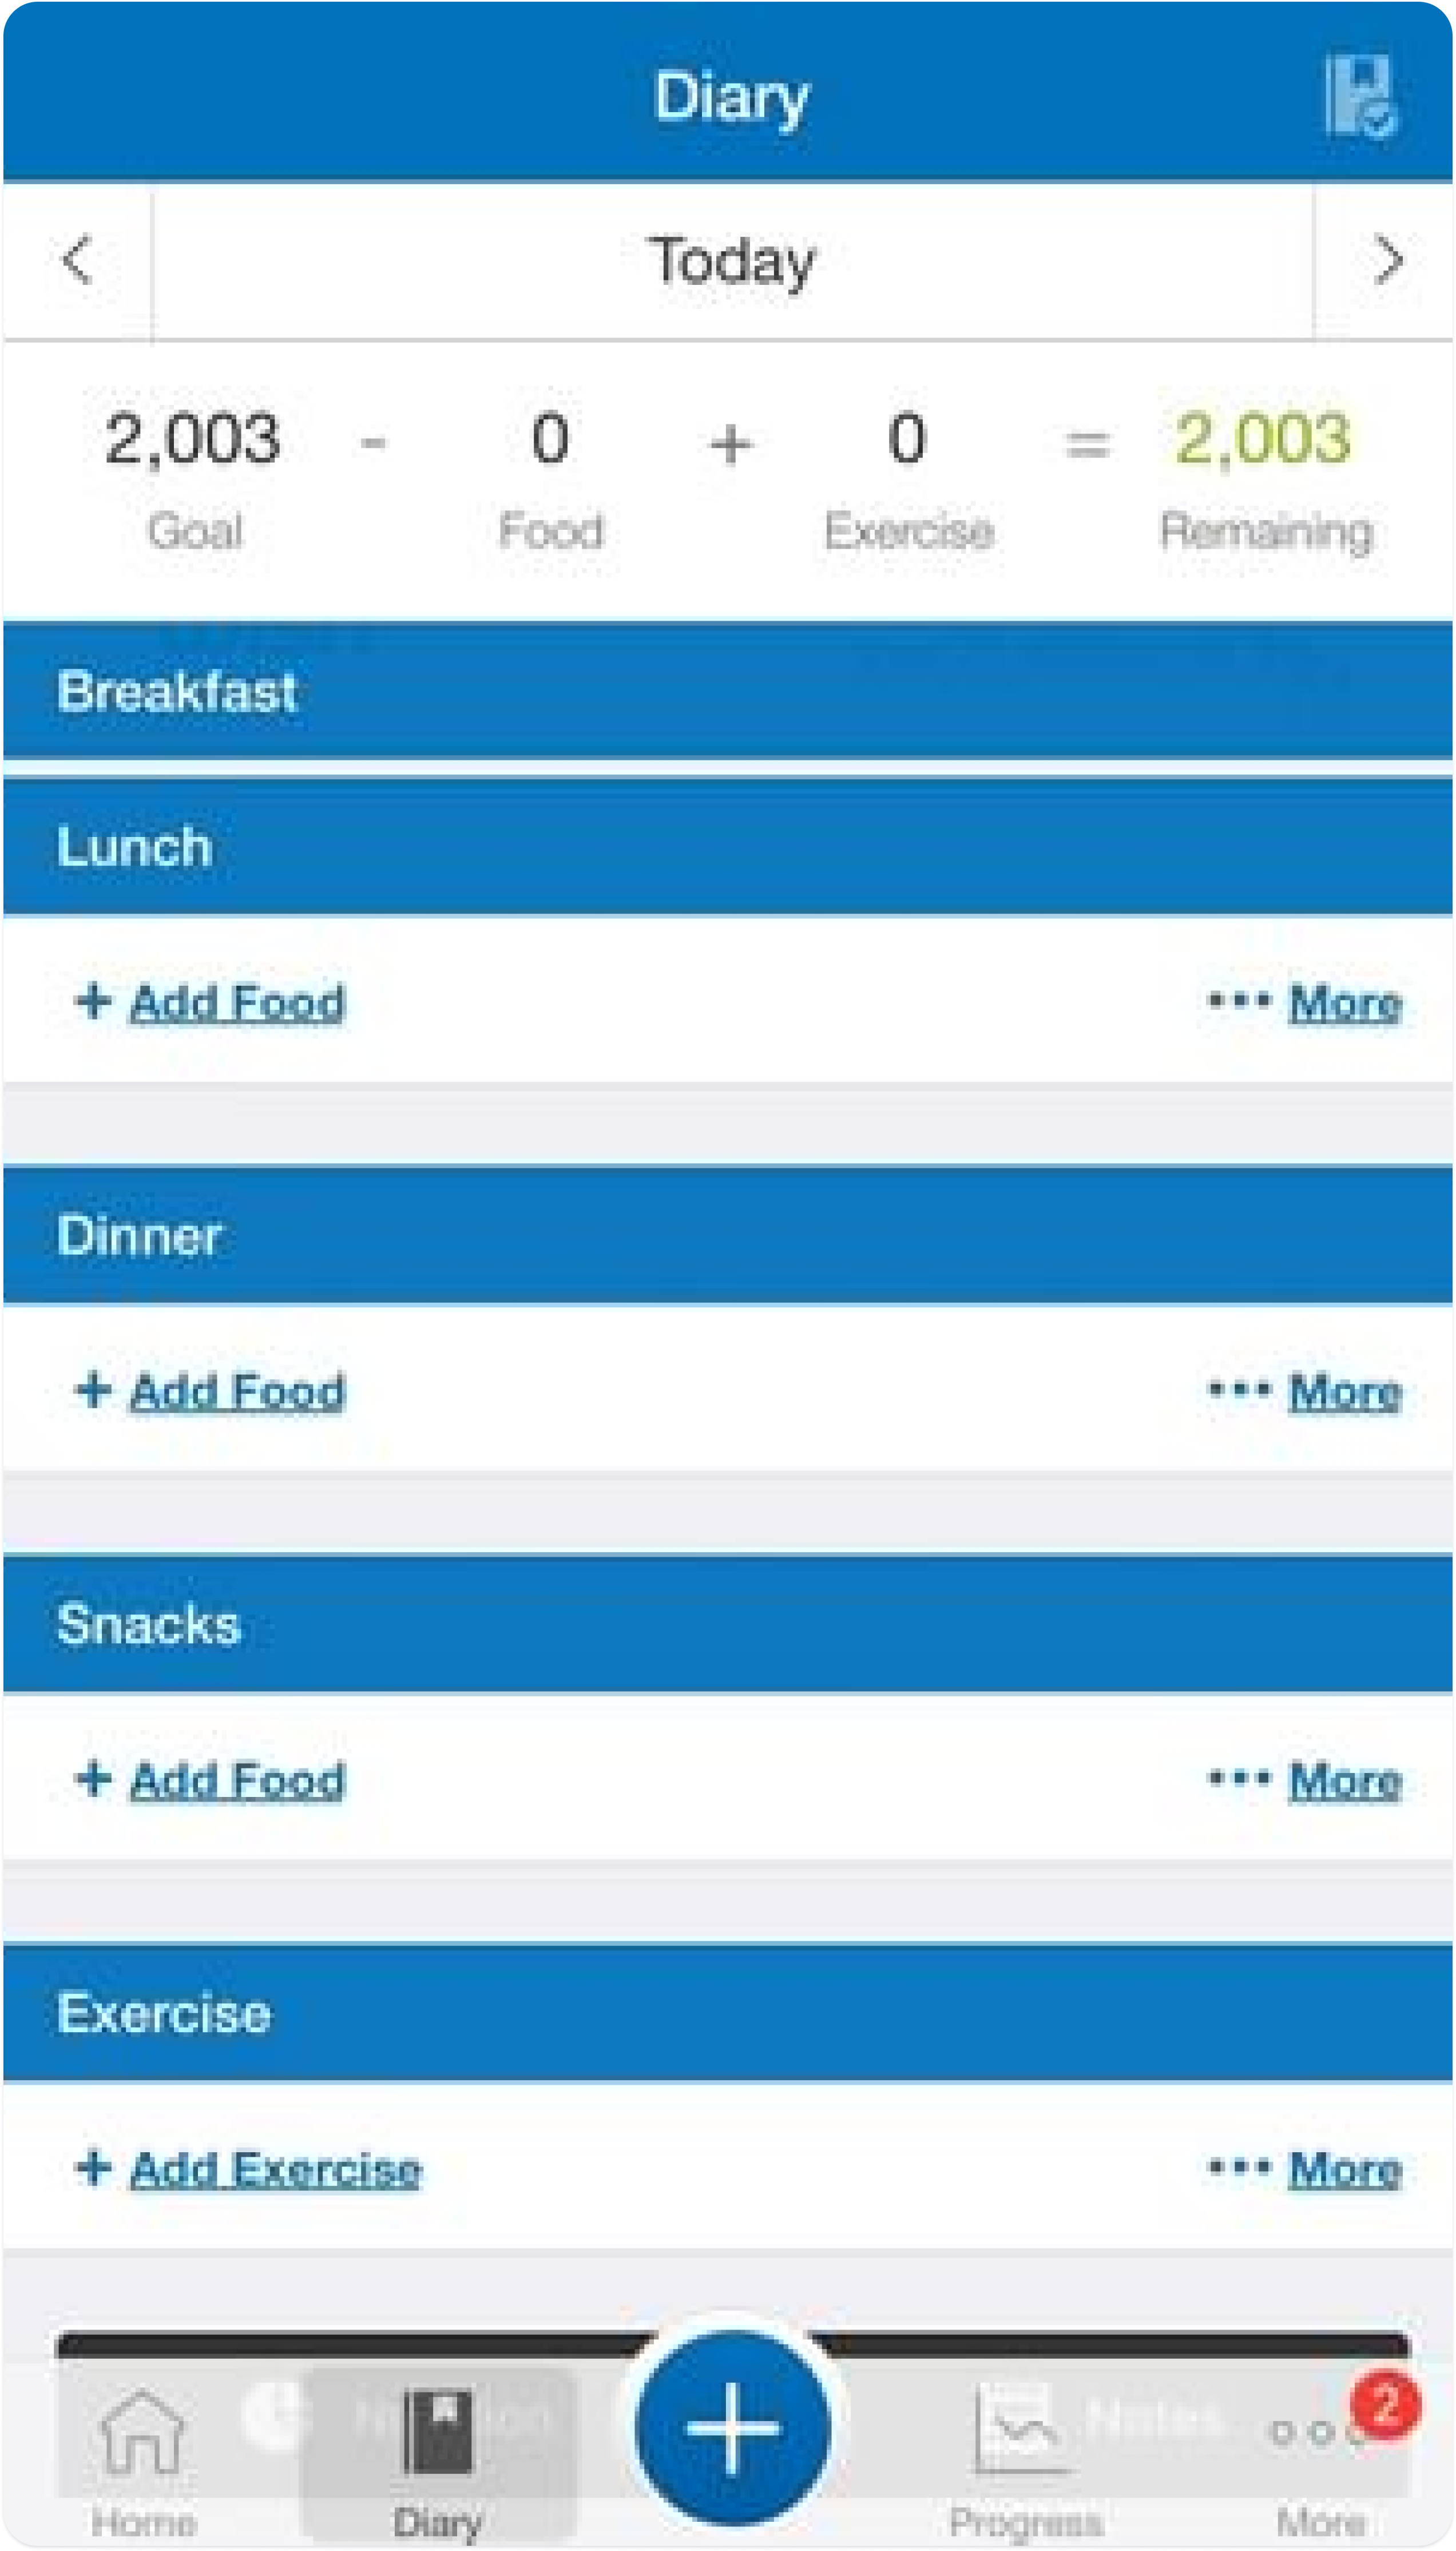 Diary
Today
2,003 - 0 + 0 = 2,003
Goal Food Exercise Remaining
Breakfast
Lunch
+ Add Food ••• More
Dinner
+ Add Food ••• More
Snacks
+ Add Food ••• More
Exercise
+ Add Exercise ••• More
Notes
2
Home Diary Progress More